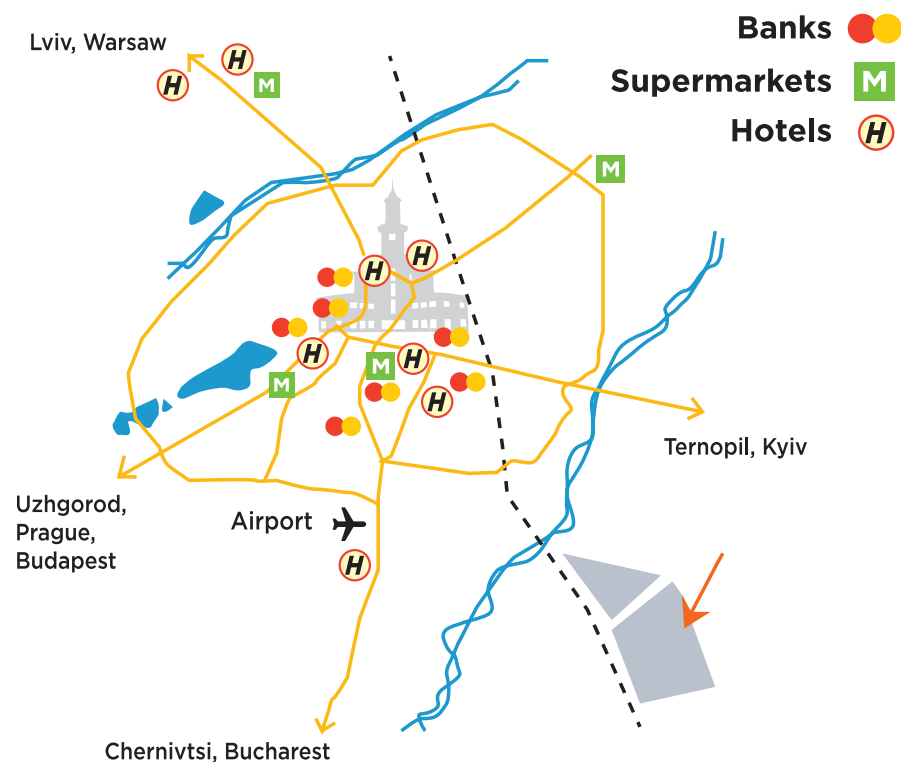 Banks
Supermarkets M
Hotels H
Lviv, Warsaw
H
H
M
M
H
H
H
M
H
M
H
Ternopil, Kyiv
Uzhgorod,
Prague,
Budapest
Airport
H
Chernivtsi, Bucharest